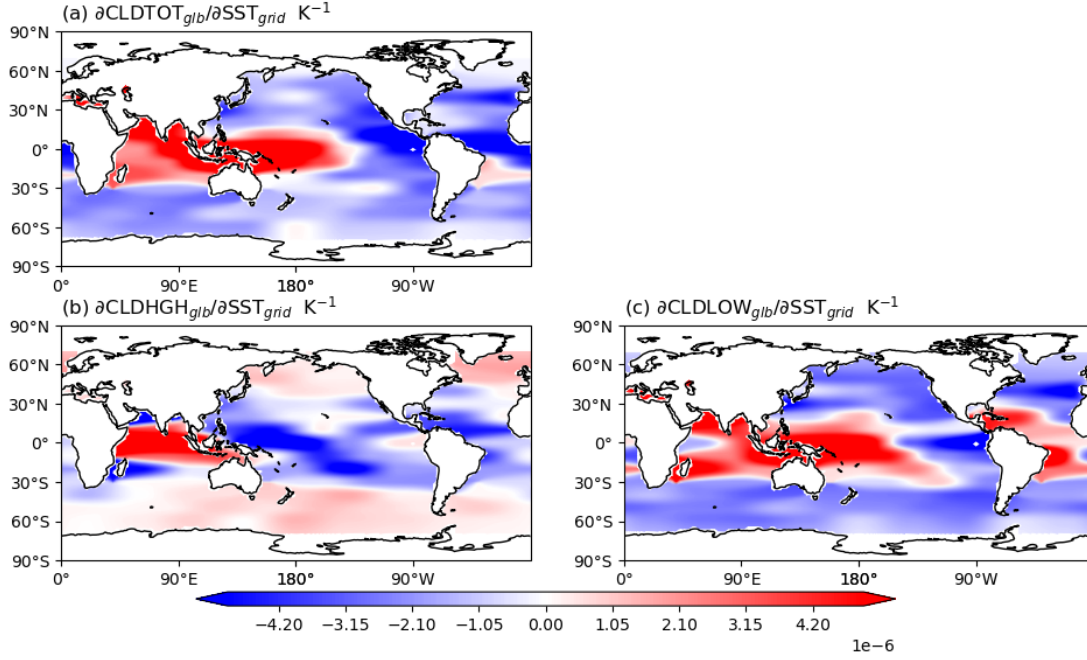 (a) ∂CLDTOT_glb/∂SST_grid K⁻¹
90°N
60°N
30°N
0°
30°S
60°S
90°S
0° 90°E 180° 90°W
(b) ∂CLDHGH_glb/∂SST_grid K⁻¹
90°N
60°N
30°N
0°
30°S
60°S
90°S
0° 90°E 180° 90°W
(c) ∂CLDLOW_glb/∂SST_grid K⁻¹
90°N
60°N
30°N
0°
30°S
60°S
90°S
0° 90°E 180° 90°W
−4.20 −3.15 −2.10 −1.05 0.00 1.05 2.10 3.15 4.20
1e−6